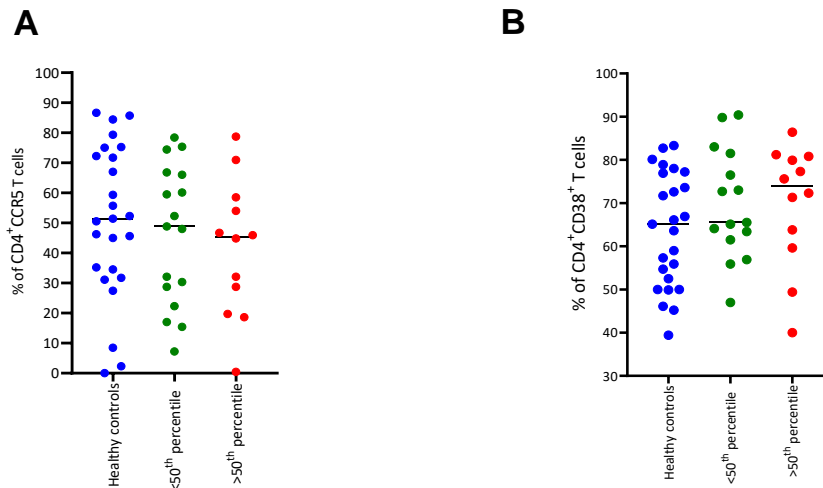 A
% of CD4⁺CCR5 T cells
100
90
80
70
60
50
40
30
20
10
0
Healthy controls
<50th percentile
>50th percentile
B
% of CD4⁺CD38⁺ T cells
100
90
80
70
60
50
40
30
Healthy controls
<50th percentile
>50th percentile